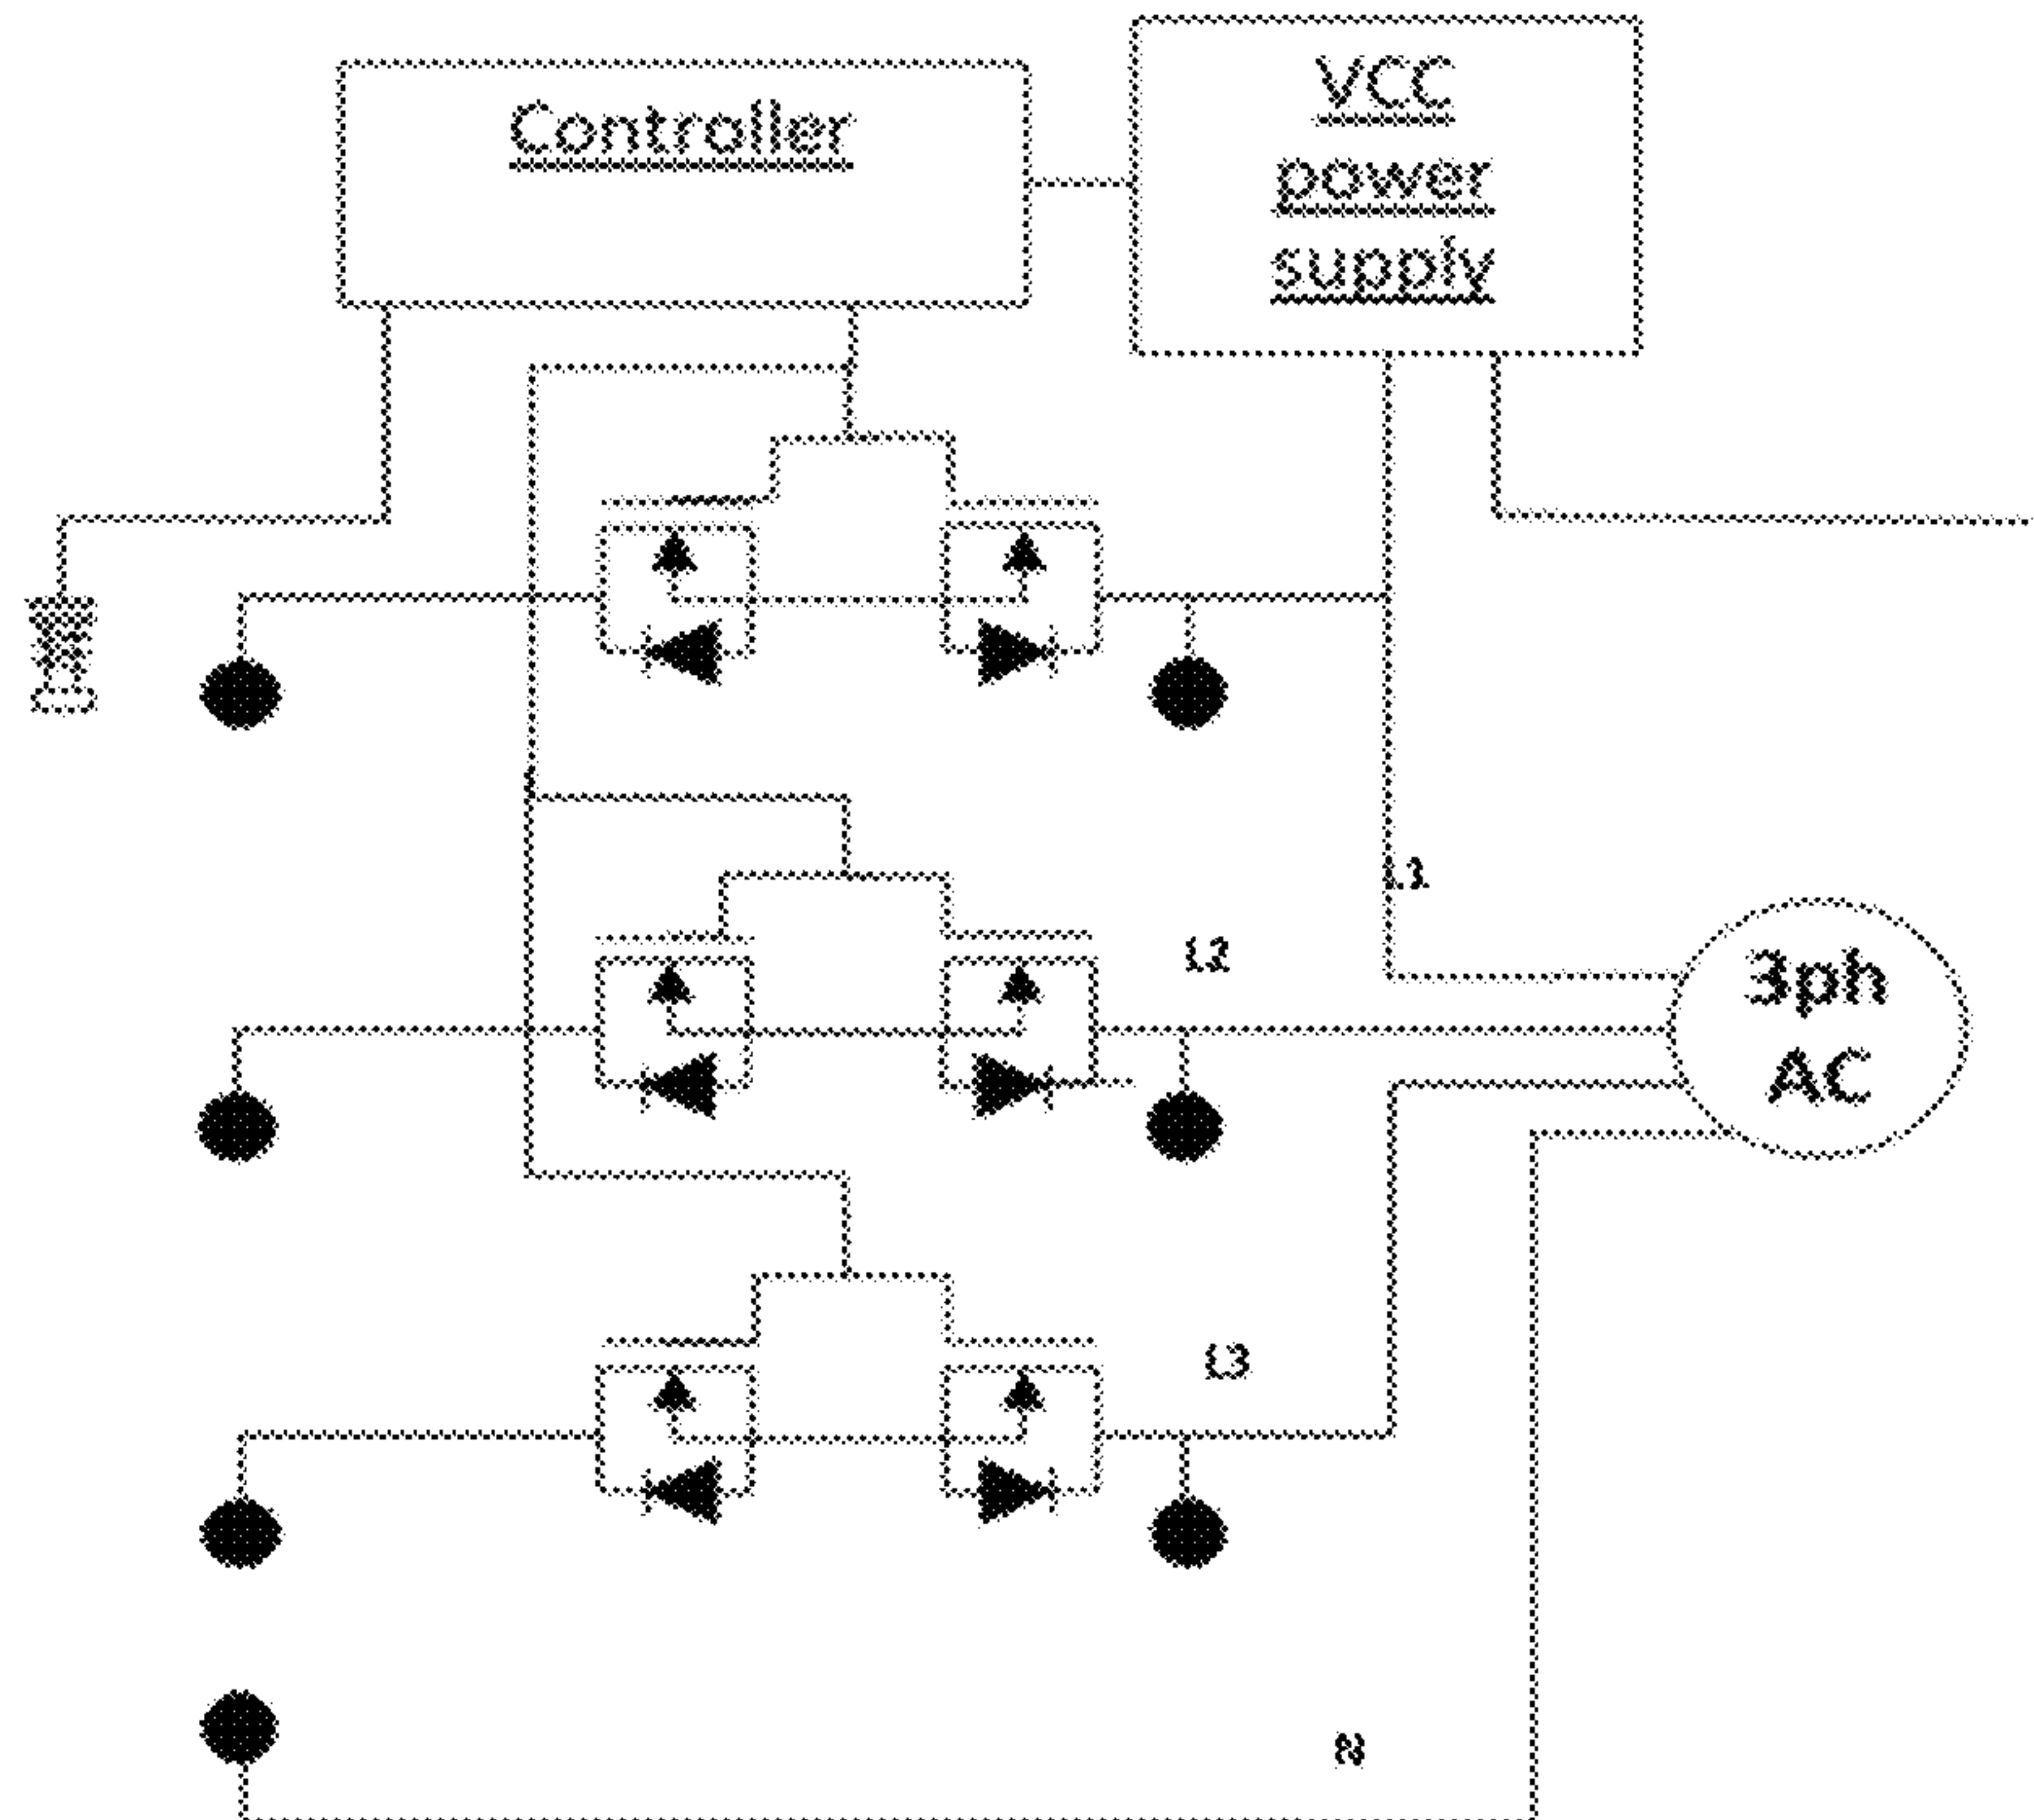 Controller
VCC
power
supply
L1
L2
3ph
AC
L3
N